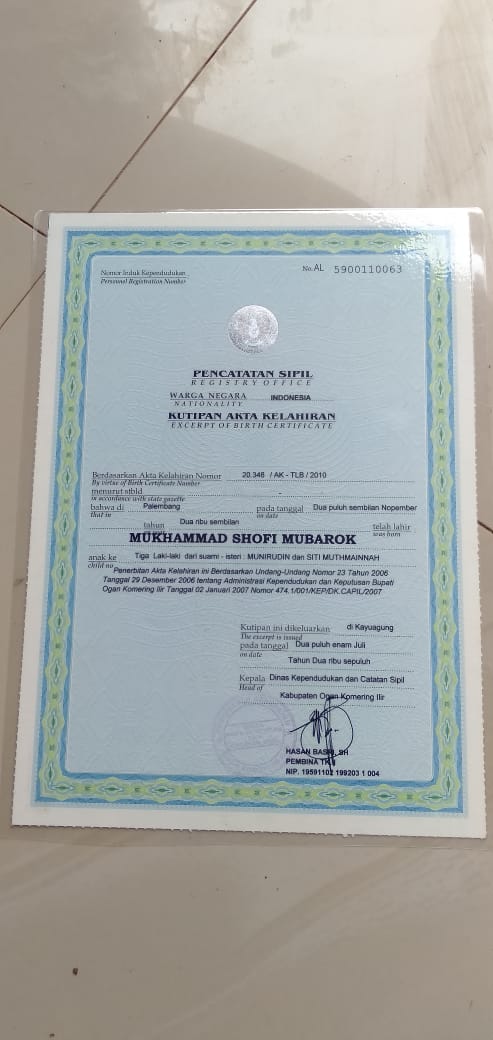 Nomor Induk Kependudukan
Personnel Registration Number
No. AL 5900110063
PENCATATAN SIPIL
REGISTRY OFFICE
WARGA NEGARA INDONESIA
NATIONALITY
KUTIPAN AKTA KELAHIRAN
EXCERPT OF BIRTH CERTIFICATE
Berdasarkan Akta Kelahiran Nomor 20.346 / AK - TLB / 2010
By virtue of Birth Certificate Number
menurut stbld -
in accordance with state gazette
bahwa di Palembang pada tanggal Dua puluh sembilan Nopember
that in on date
tahun Dua ribu sembilan telah lahir
was born
MUKHAMMAD SHOFI MUBAROK
anak ke Tiga Laki-laki dari suami - isteri : MUNIRUDIN dan SITI MUTHMAINNAH
child no
Penerbitan Akta Kelahiran ini Berdasarkan Undang-Undang Nomor 23 Tahun 2006
Tanggal 29 Desember 2006 tentang Administrasi Kependudukan dan Keputusan Bupati
Ogan Komering Ilir Tanggal 02 Januari 2007 Nomor 474.1/001/KEP/DK.CAPIL/2007
Kutipan ini dikeluarkan di Kayuagung
The excerpt is issued
pada tanggal Dua puluh enam Juli
on date
Tahun Dua ribu sepuluh
Kepala Dinas Kependudukan dan Catatan Sipil
Head of
Kabupaten Ogan Komering Ilir
HASAN BASRI, SH
PEMBINA TK I
NIP. 19591102 199203 1 004